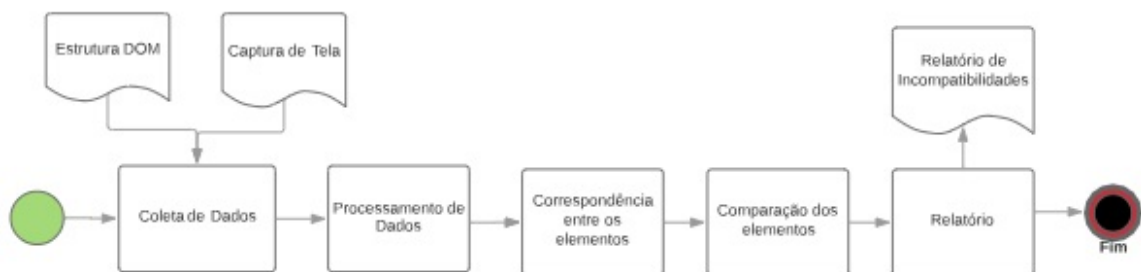 Estrutura DOM
Captura de Tela
Relatório de
Incompatibilidades
Coleta de Dados
Processamento de
Dados
Correspondência
entre os
elementos
Comparação dos
elementos
Relatório
Fim